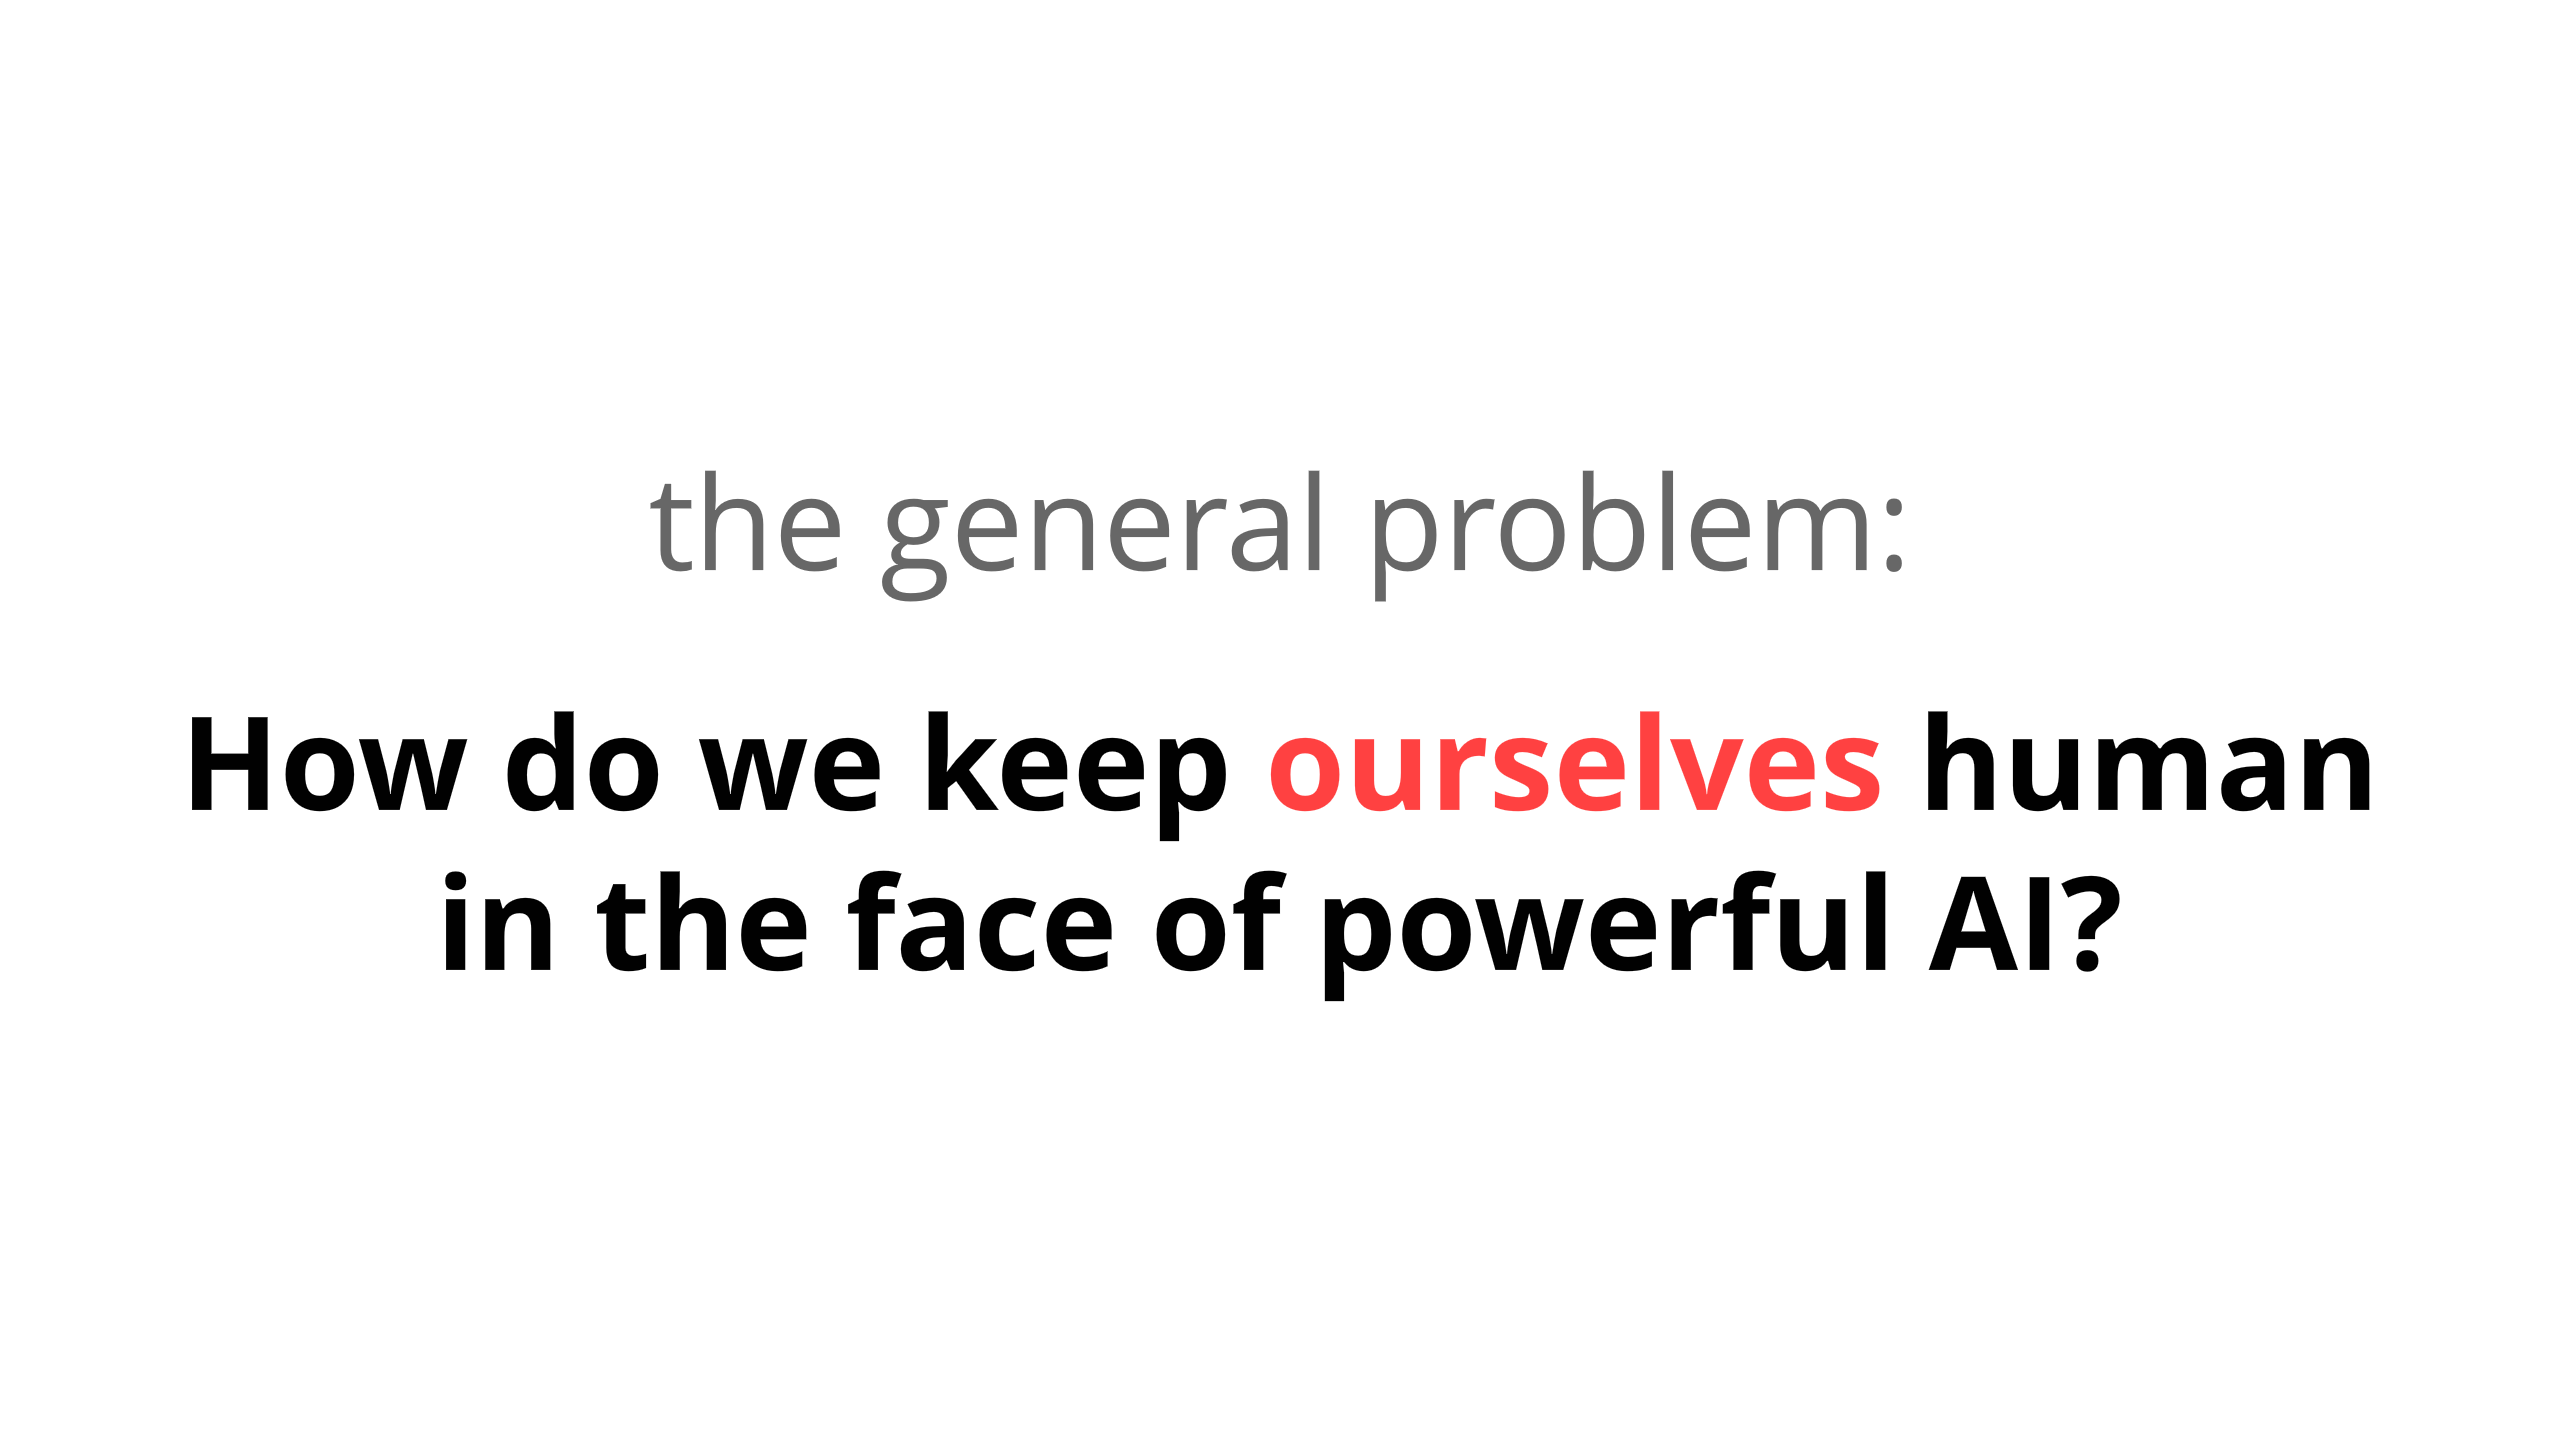 the general problem:
How do we keep ourselves human
in the face of powerful AI?